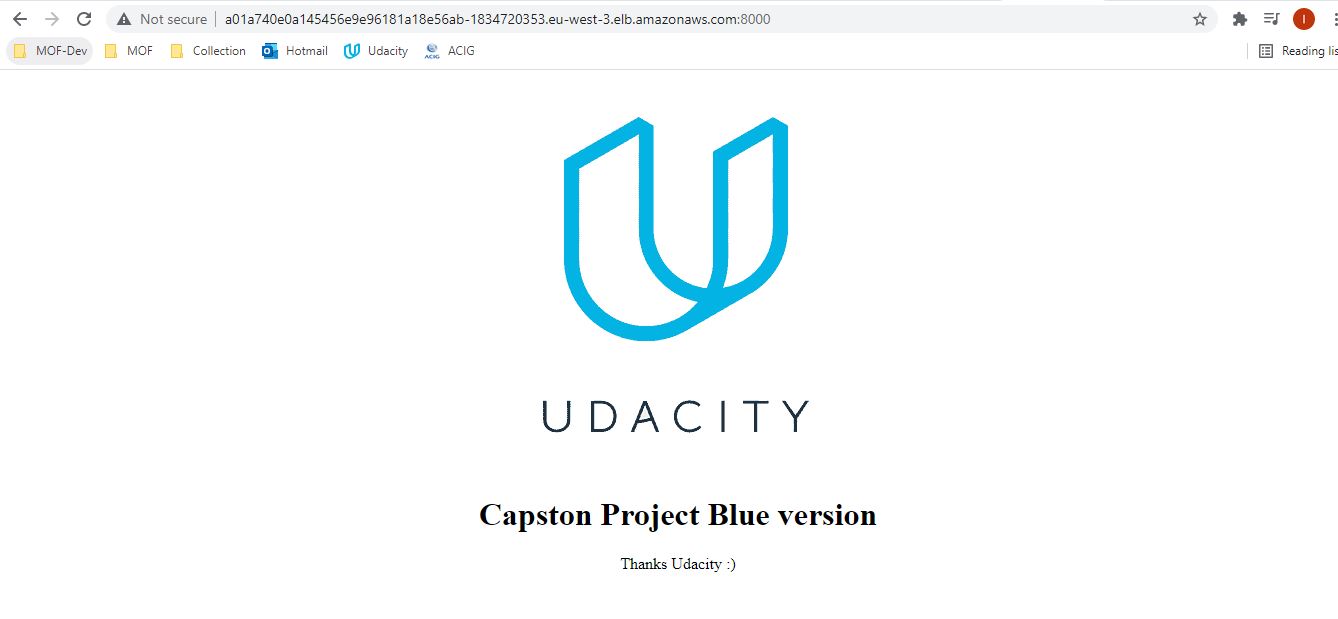 Not secure a01a740e0a145456e9e96181a18e56ab-1834720353.eu-west-3.elb.amazonaws.com:8000 I
MOF-Dev MOF Collection Hotmail Udacity ACIG ACIG Reading lis
UDACITY
Capston Project Blue version
Thanks Udacity :)